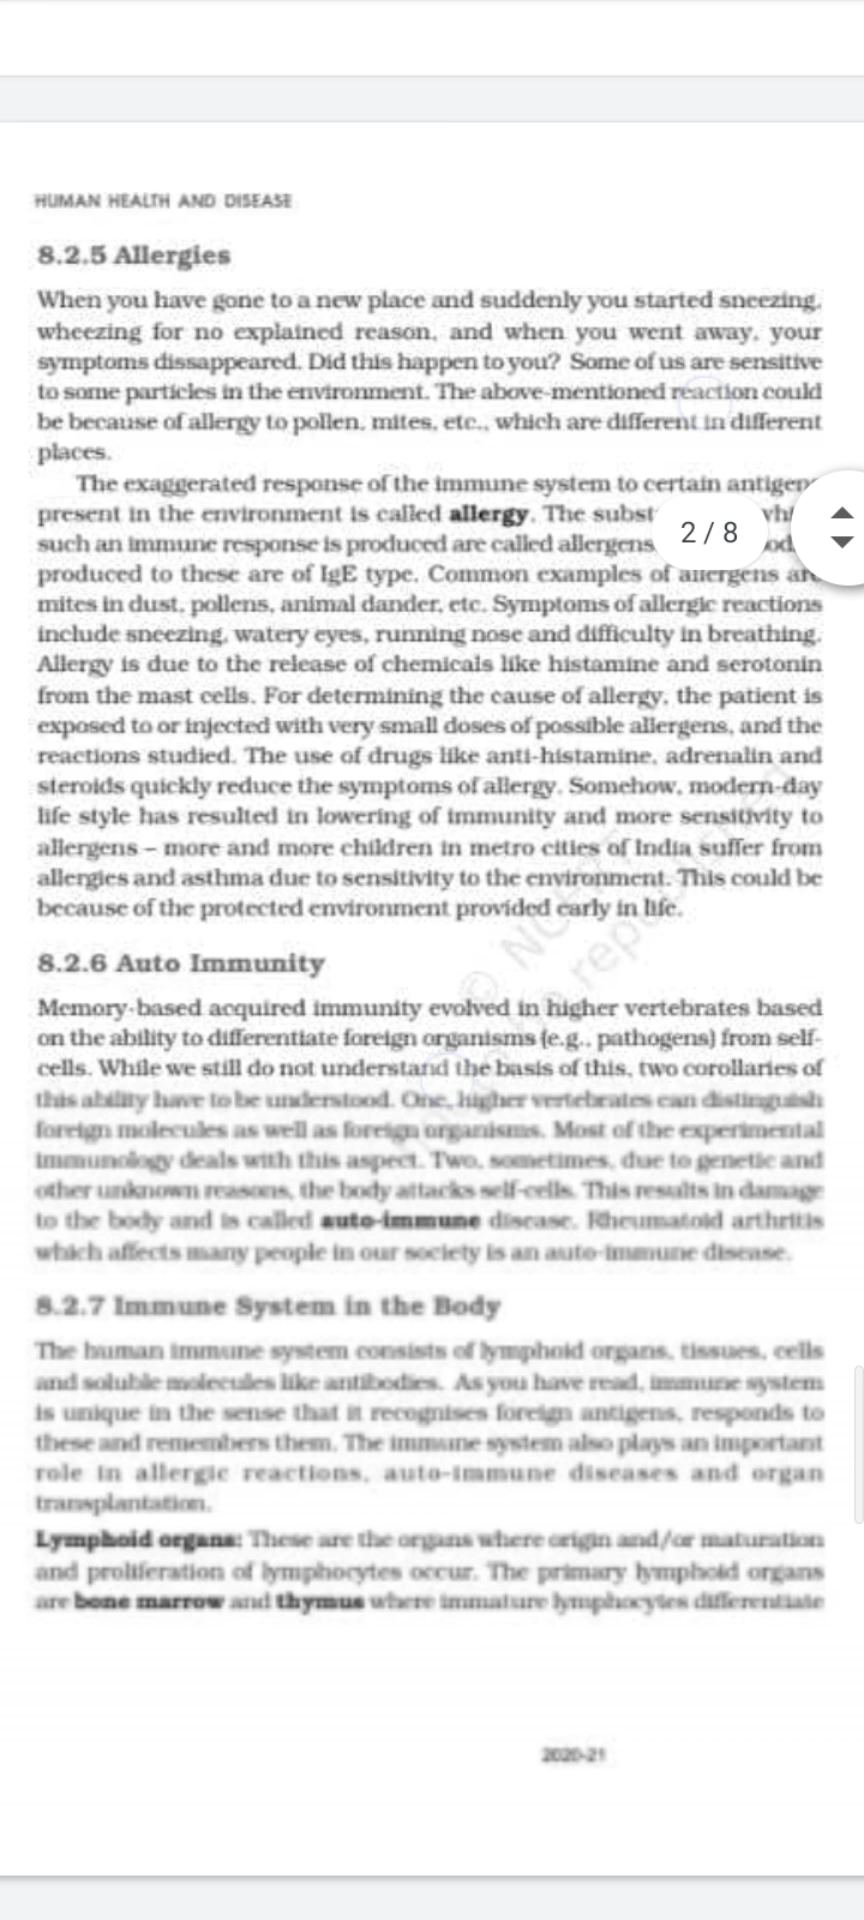 HUMAN HEALTH AND DISEASE
8.2.5 Allergies
When you have gone to a new place and suddenly you started sneezing,
wheezing for no explained reason, and when you went away, your
symptoms dissappeared. Did this happen to you? Some of us are sensitive
to some particles in the environment. The above-mentioned reaction could
be because of allergy to pollen, mites, etc., which are different in different
places.
The exaggerated response of the immune system to certain antigens
present in the environment is called allergy. The
such an immune response is produced are called allergens
2 / 8
produced to these are of IgE type. Common examples of allergens are
mites in dust, pollens, animal dander, etc. Symptoms of allergic reactions
include sneezing, watery eyes, running nose and difficulty in breathing.
Allergy is due to the release of chemicals like histamine and serotonin
from the mast cells. For determining the cause of allergy, the patient is
exposed to or injected with very small doses of possible allergens, and the
reactions studied. The use of drugs like anti-histamine, adrenalin and
steroids quickly reduce the symptoms of allergy. Somehow, modern-day
life style has resulted in lowering of immunity and more sensitivity to
allergens – more and more children in metro cities of India suffer from
allergies and asthma due to sensitivity to the environment. This could be
because of the protected environment provided early in life.
8.2.6 Auto Immunity
Memory-based acquired immunity evolved in higher vertebrates based
on the ability to differentiate foreign organisms (e.g., pathogens) from self-
cells. While we still do not understand the basis of this, two corollaries of
this ability have to be understood. One, higher vertebrates can distinguish
foreign molecules as well as foreign organisms. Most of the experimental
immunology deals with this aspect. Two, sometimes, due to genetic and
other unknown reasons, the body attacks self-cells. This results in damage
to the body and is called auto-immune disease. Rheumatoid arthritis
which affects many people in our society is an auto-immune disease.
8.2.7 Immune System in the Body
The human immune system consists of lymphoid organs, tissues, cells
and soluble molecules like antibodies. As you have read, immune system
is unique in the sense that it recognises foreign antigens, responds to
these and remembers them. The immune system also plays an important
role in allergic reactions, auto-immune diseases and organ
transplantation.
Lymphoid organs: These are the organs where origin and/or maturation
and proliferation of lymphocytes occur. The primary lymphoid organs
are bone marrow and thymus where immature lymphocytes differentiate
2020-21